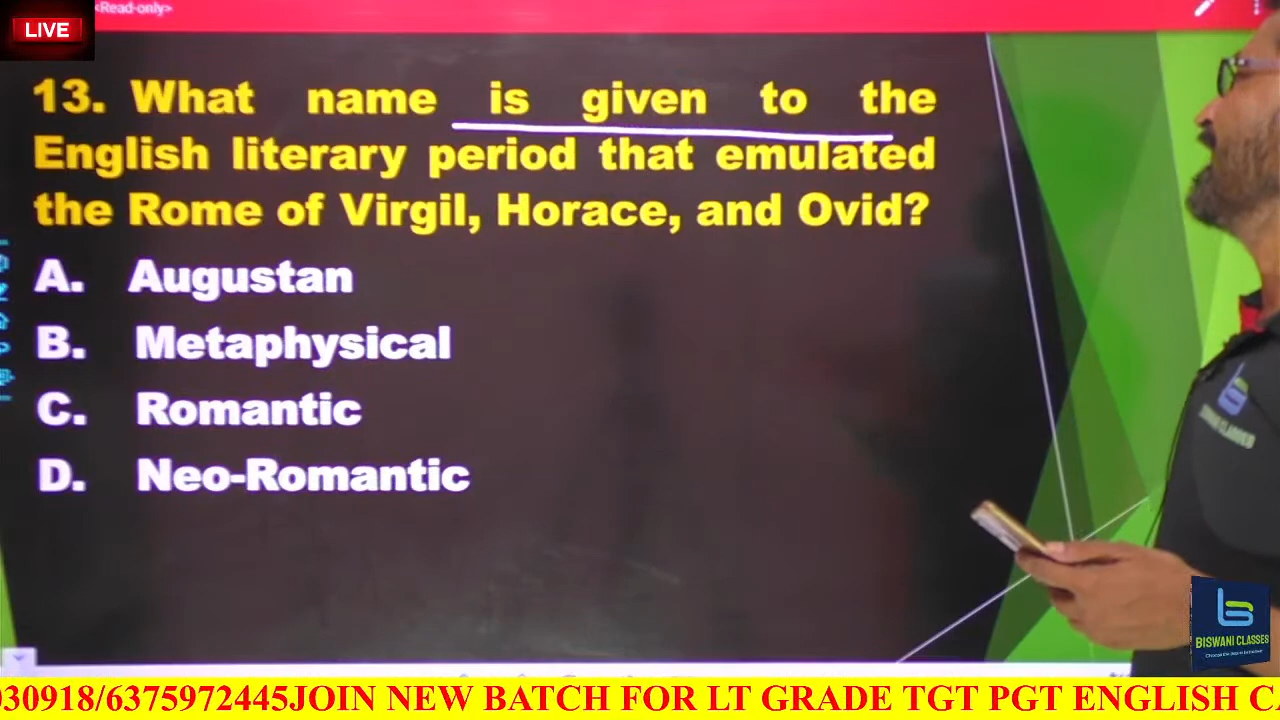 <Read-only>
LIVE
13. What name is given to the
English literary period that emulated
the Rome of Virgil, Horace, and Ovid?
A. Augustan
B. Metaphysical
C. Romantic
D. Neo-Romantic
BISWANI CLASSES
030918/6375972445JOIN NEW BATCH FOR LT GRADE TGT PGT ENGLISH C